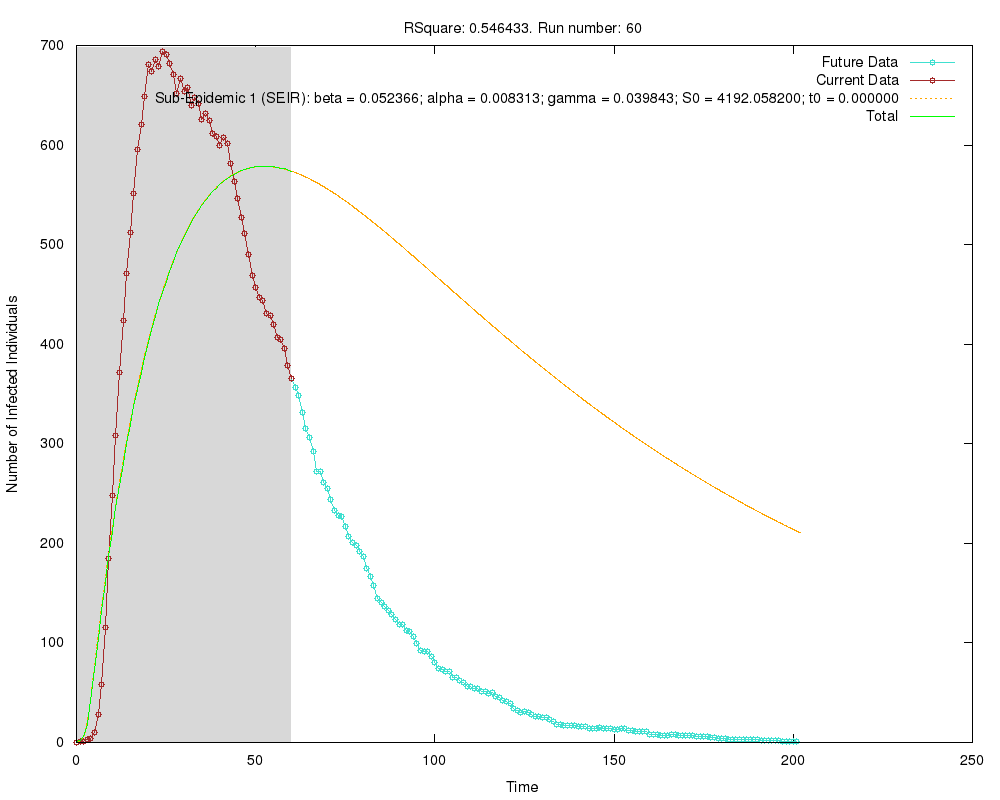 RSquare: 0.546433. Run number: 60
700
600
500
400
300
200
100
0
Number of Infected Individuals
Future Data
Current Data
Sub-Epidemic 1 (SEIR): beta = 0.052366; alpha = 0.008313; gamma = 0.039843; S0 = 4192.058200; t0 = 0.000000
Total
0 50 100 150 200 250
Time